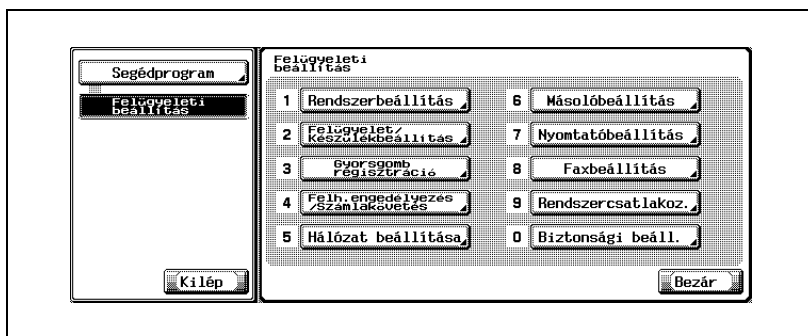 Segédprogram
Felügyeleti
beállítás
Kilép
Felügyeleti
beállítás
1 Rendszerbeállítás
2 Felügyelet/
Készülékbeállítás
3 Gyorsgomb
regisztráció
4 Felh.engedélyezés
/Számlakövetés
5 Hálózat beállítása
6 Másolóbeállítás
7 Nyomtatóbeállítás
8 Faxbeállítás
9 Rendszercsatlakoz.
0 Biztonsági beáll.
Bezár